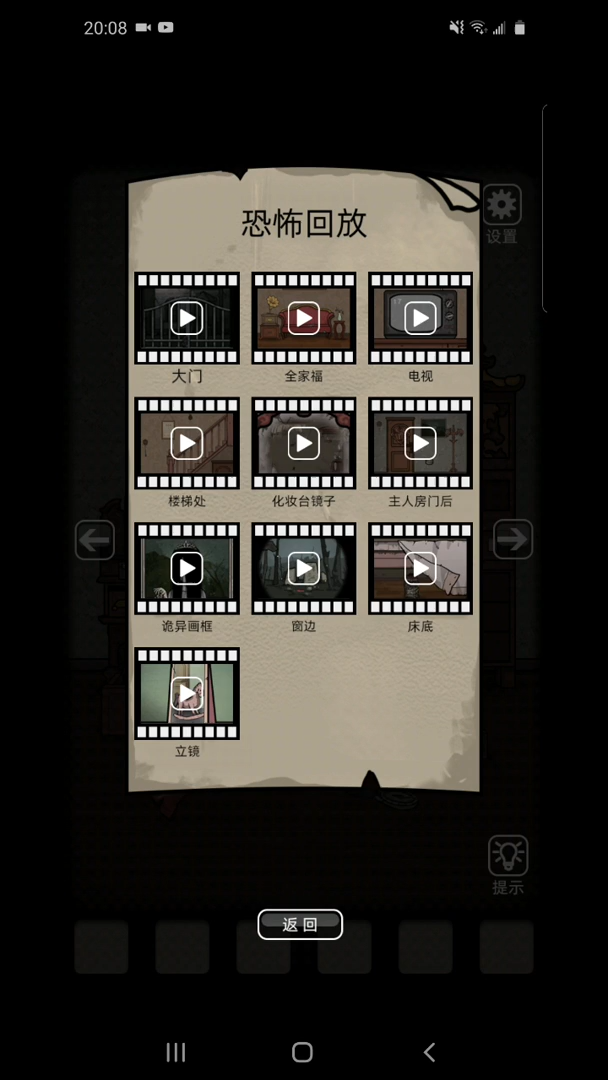 20:08
恐怖回放
设置
大门
全家福
电视
楼梯处
化妆台镜子
主人房门后
诡异画框
窗边
床底
立镜
提示
返回